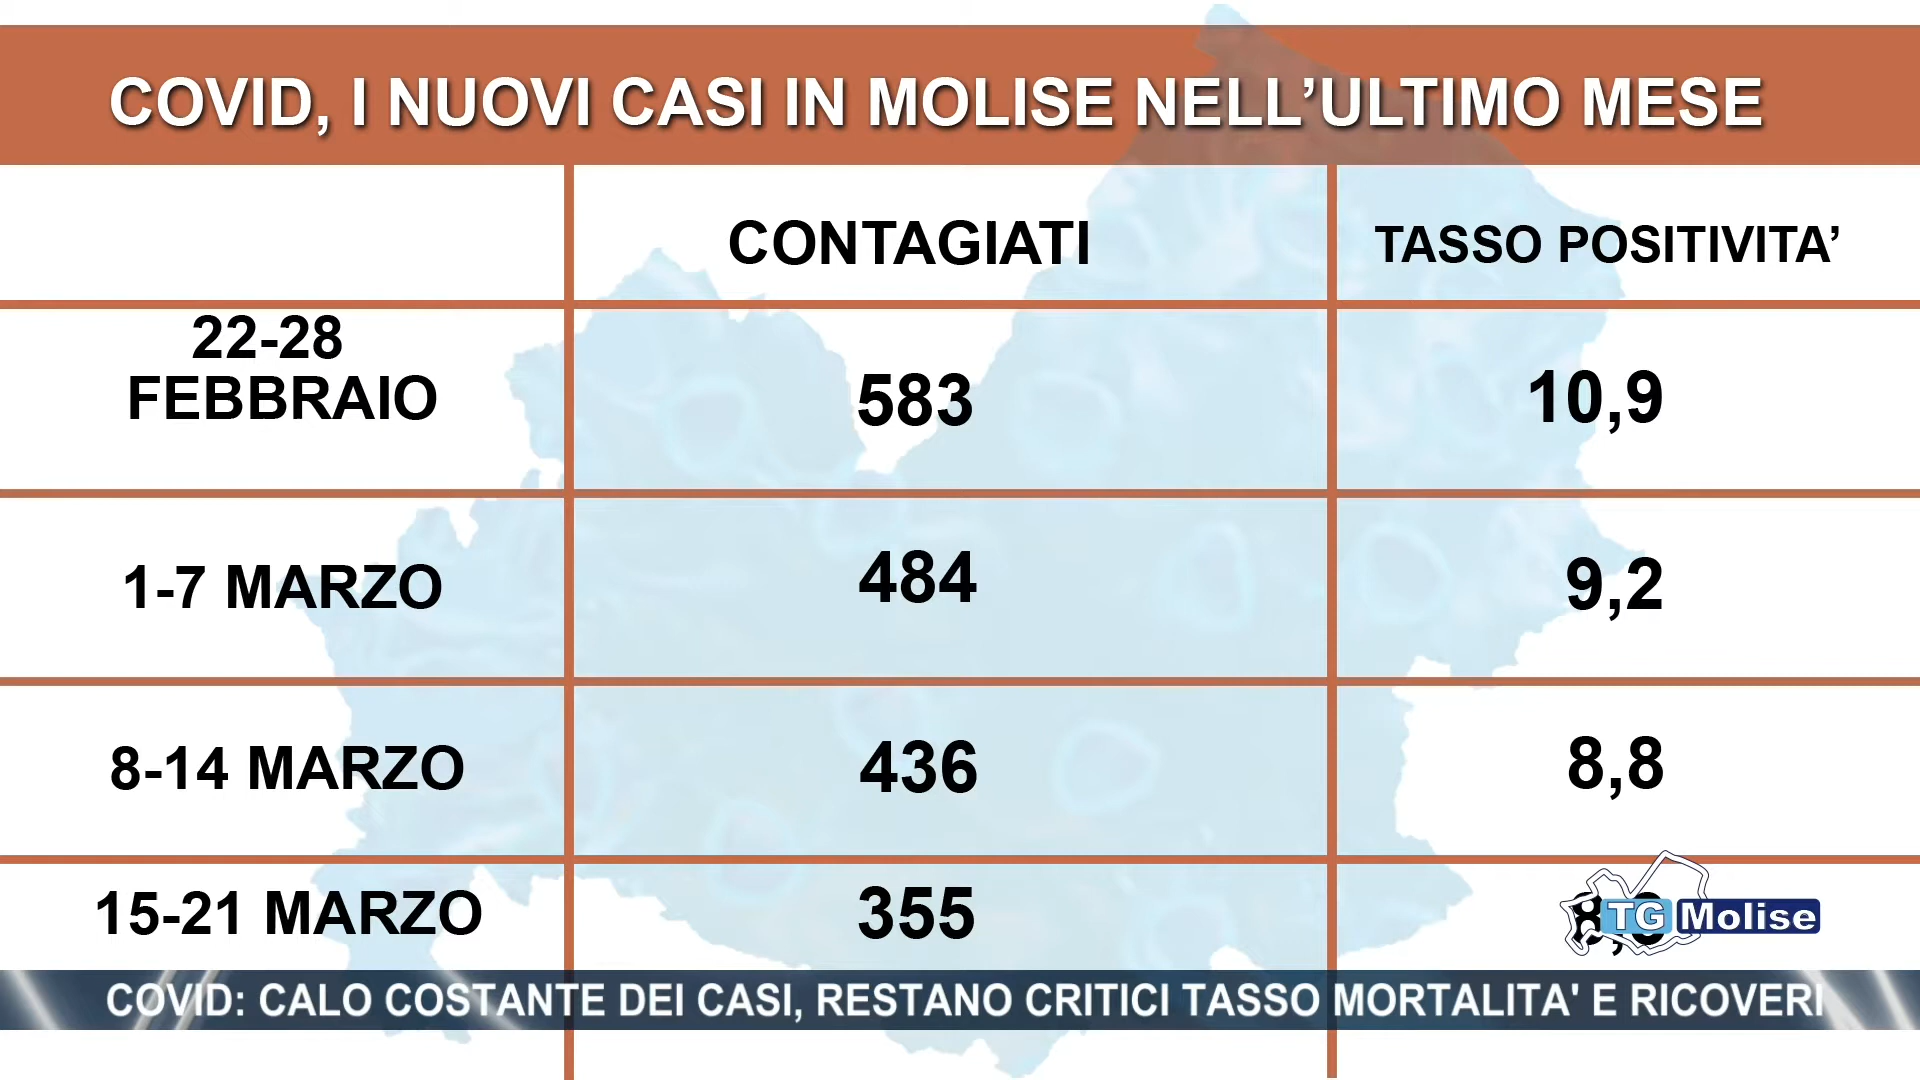 COVID, I NUOVI CASI IN MOLISE NELL’ULTIMO MESE
CONTAGIATI
TASSO POSITIVITA’
22-28
FEBBRAIO
583
10,9
1-7 MARZO
484
9,2
8-14 MARZO
436
8,8
15-21 MARZO
355
TG Molise
COVID: CALO COSTANTE DEI CASI, RESTANO CRITICI TASSO MORTALITA' E RICOVERI